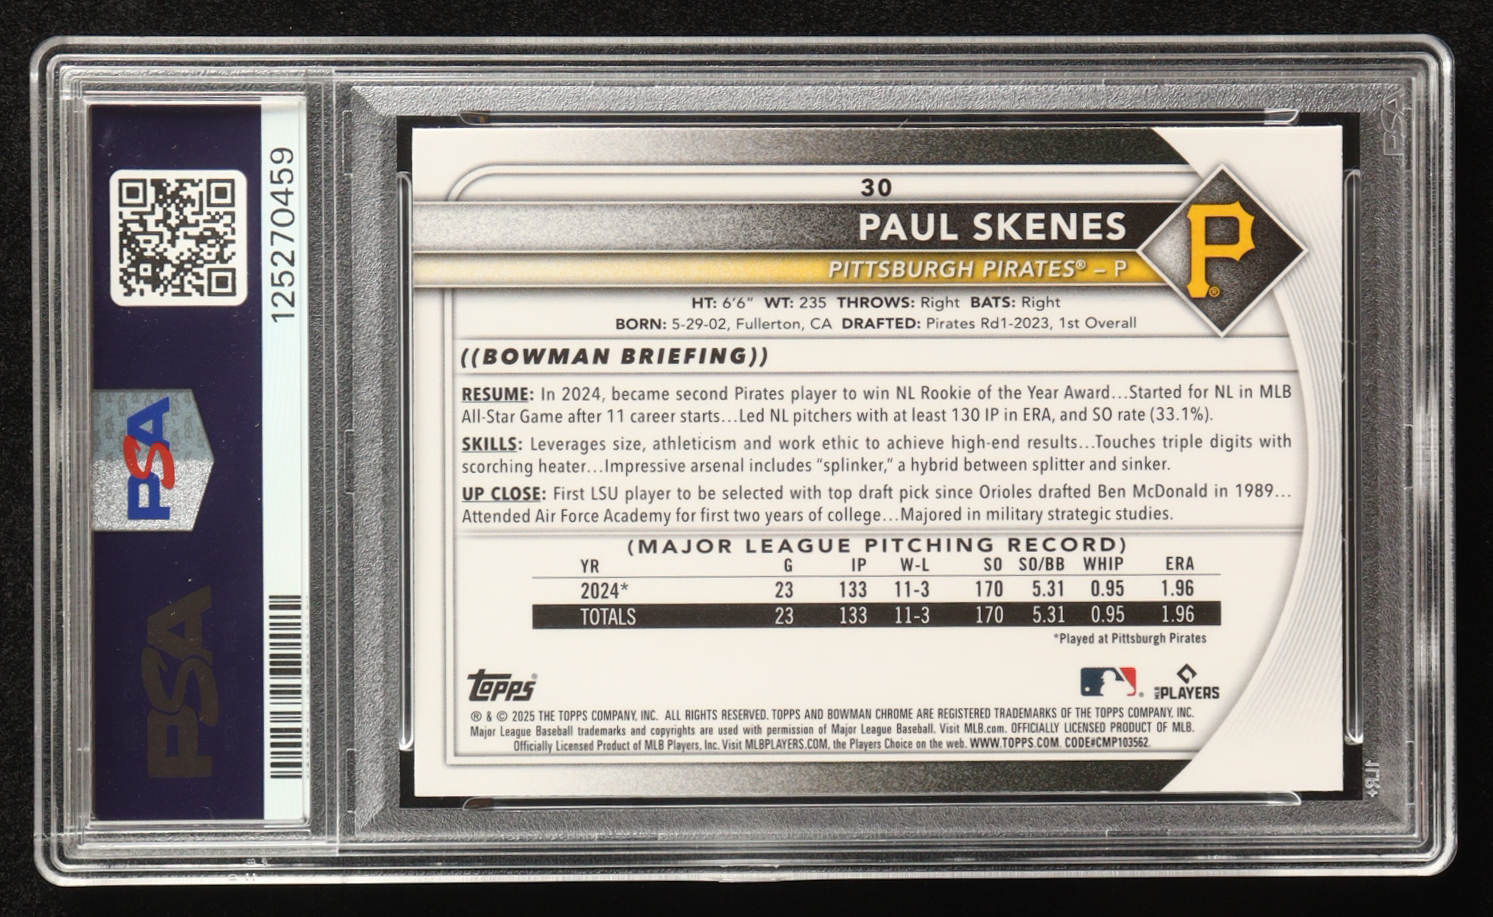 125270459
PSA
PSA
30
PAUL SKENES
PITTSBURGH PIRATES® – P
P®
HT: 6'6" WT: 235 THROWS: Right BATS: Right
BORN: 5-29-02, Fullerton, CA DRAFTED: Pirates Rd1-2023, 1st Overall
((BOWMAN BRIEFING))
RESUME: In 2024, became second Pirates player to win NL Rookie of the Year Award...Started for NL in MLB
All-Star Game after 11 career starts...Led NL pitchers with at least 130 IP in ERA, and SO rate (33.1%).
SKILLS: Leverages size, athleticism and work ethic to achieve high-end results...Touches triple digits with
scorching heater...Impressive arsenal includes "splinker," a hybrid between splitter and sinker.
UP CLOSE: First LSU player to be selected with top draft pick since Orioles drafted Ben McDonald in 1989...
Attended Air Force Academy for first two years of college...Majored in military strategic studies.
(MAJOR LEAGUE PITCHING RECORD)
YR G IP W-L SO SO/BB WHIP ERA
2024* 23 133 11-3 170 5.31 0.95 1.96
TOTALS 23 133 11-3 170 5.31 0.95 1.96
*Played at Pittsburgh Pirates
Topps®
MLB PLAYERS
® & © 2025 THE TOPPS COMPANY, INC. ALL RIGHTS RESERVED. TOPPS AND BOWMAN CHROME ARE REGISTERED TRADEMARKS OF THE TOPPS COMPANY, INC.
Major League Baseball trademarks and copyrights are used with permission of Major League Baseball. Visit MLB.com. OFFICIALLY LICENSED PRODUCT OF MLB.
Officially Licensed Product of MLB Players, Inc. Visit MLBPLAYERS.COM, the Players Choice on the web. WWW.TOPPS.COM. CODE#CMP103562.
PSA